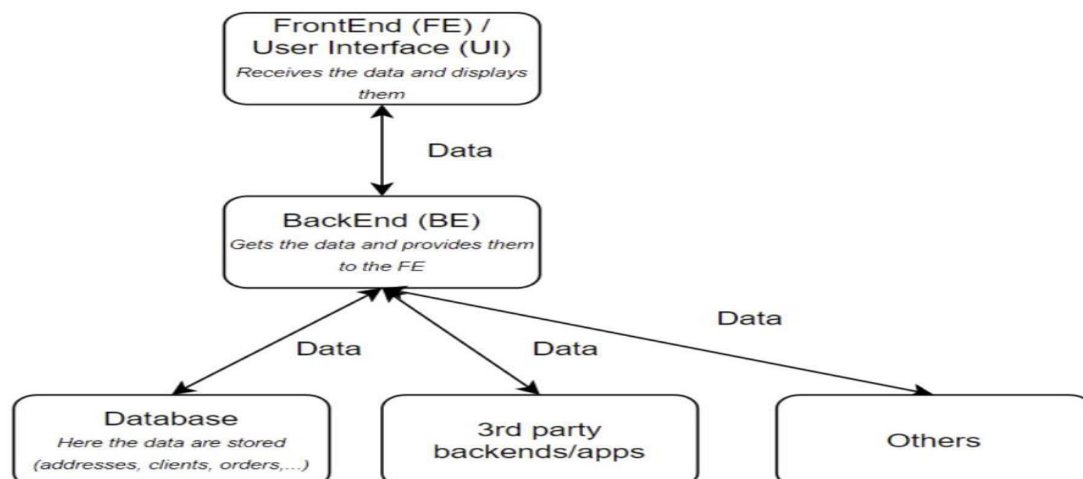 FrontEnd (FE) /
User Interface (UI)
Receives the data and displays
them
Data
BackEnd (BE)
Gets the data and provides them
to the FE
Data
Data
Data
Database
Here the data are stored
(addresses, clients, orders,...)
3rd party
backends/apps
Others